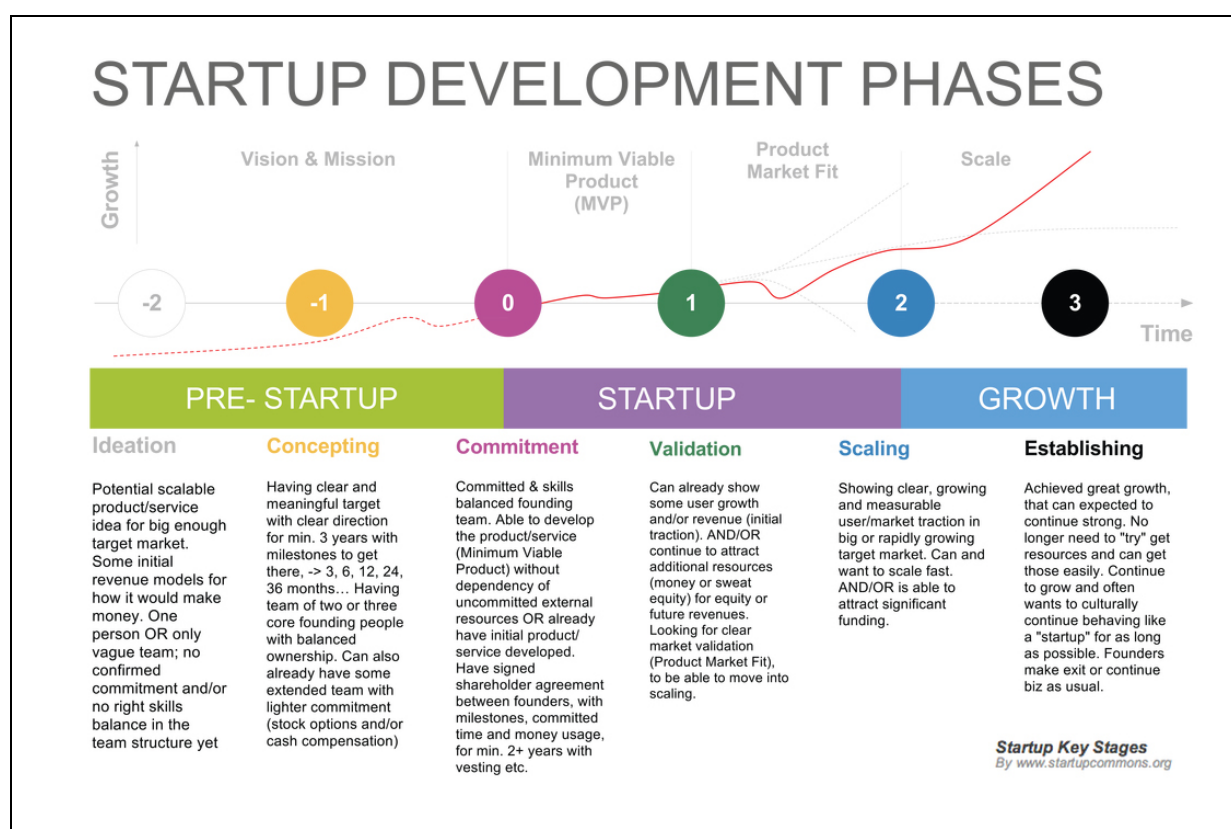 STARTUP DEVELOPMENT PHASES
Growth
Vision & Mission
Minimum Viable
Product
(MVP)
Product
Market Fit
Scale
-2
-1
0
1
2
3
Time
PRE- STARTUP
STARTUP
GROWTH
Ideation
Potential scalable
product/service
idea for big enough
target market.
Some initial
revenue models for
how it would make
money. One
person OR only
vague team; no
confirmed
commitment and/or
no right skills
balance in the
team structure yet
Concepting
Having clear and
meaningful target
with clear direction
for min. 3 years with
milestones to get
there, -> 3, 6, 12, 24,
36 months... Having
team of two or three
core founding people
with balanced
ownership. Can also
already have some
extended team with
lighter commitment
(stock options and/or
cash compensation)
Commitment
Committed & skills
balanced founding
team. Able to develop
the product/service
(Minimum Viable
Product) without
dependency of
uncommitted external
resources OR already
have initial product/
service developed.
Have signed
shareholder agreement
between founders, with
milestones, committed
time and money usage,
for min. 2+ years with
vesting etc.
Validation
Can already show
some user growth
and/or revenue (initial
traction). AND/OR
continue to attract
additional resources
(money or sweat
equity) for equity or
future revenues.
Looking for clear
market validation
(Product Market Fit),
to be able to move into
scaling.
Scaling
Showing clear, growing
and measurable
user/market traction in
big or rapidly growing
target market. Can and
want to scale fast.
AND/OR is able to
attract significant
funding.
Establishing
Achieved great growth,
that can expected to
continue strong. No
longer need to "try" get
resources and can get
those easily. Continue
to grow and often
wants to culturally
continue behaving like
a "startup" for as long
as possible. Founders
make exit or continue
biz as usual.
Startup Key Stages
By www.startupcommons.org